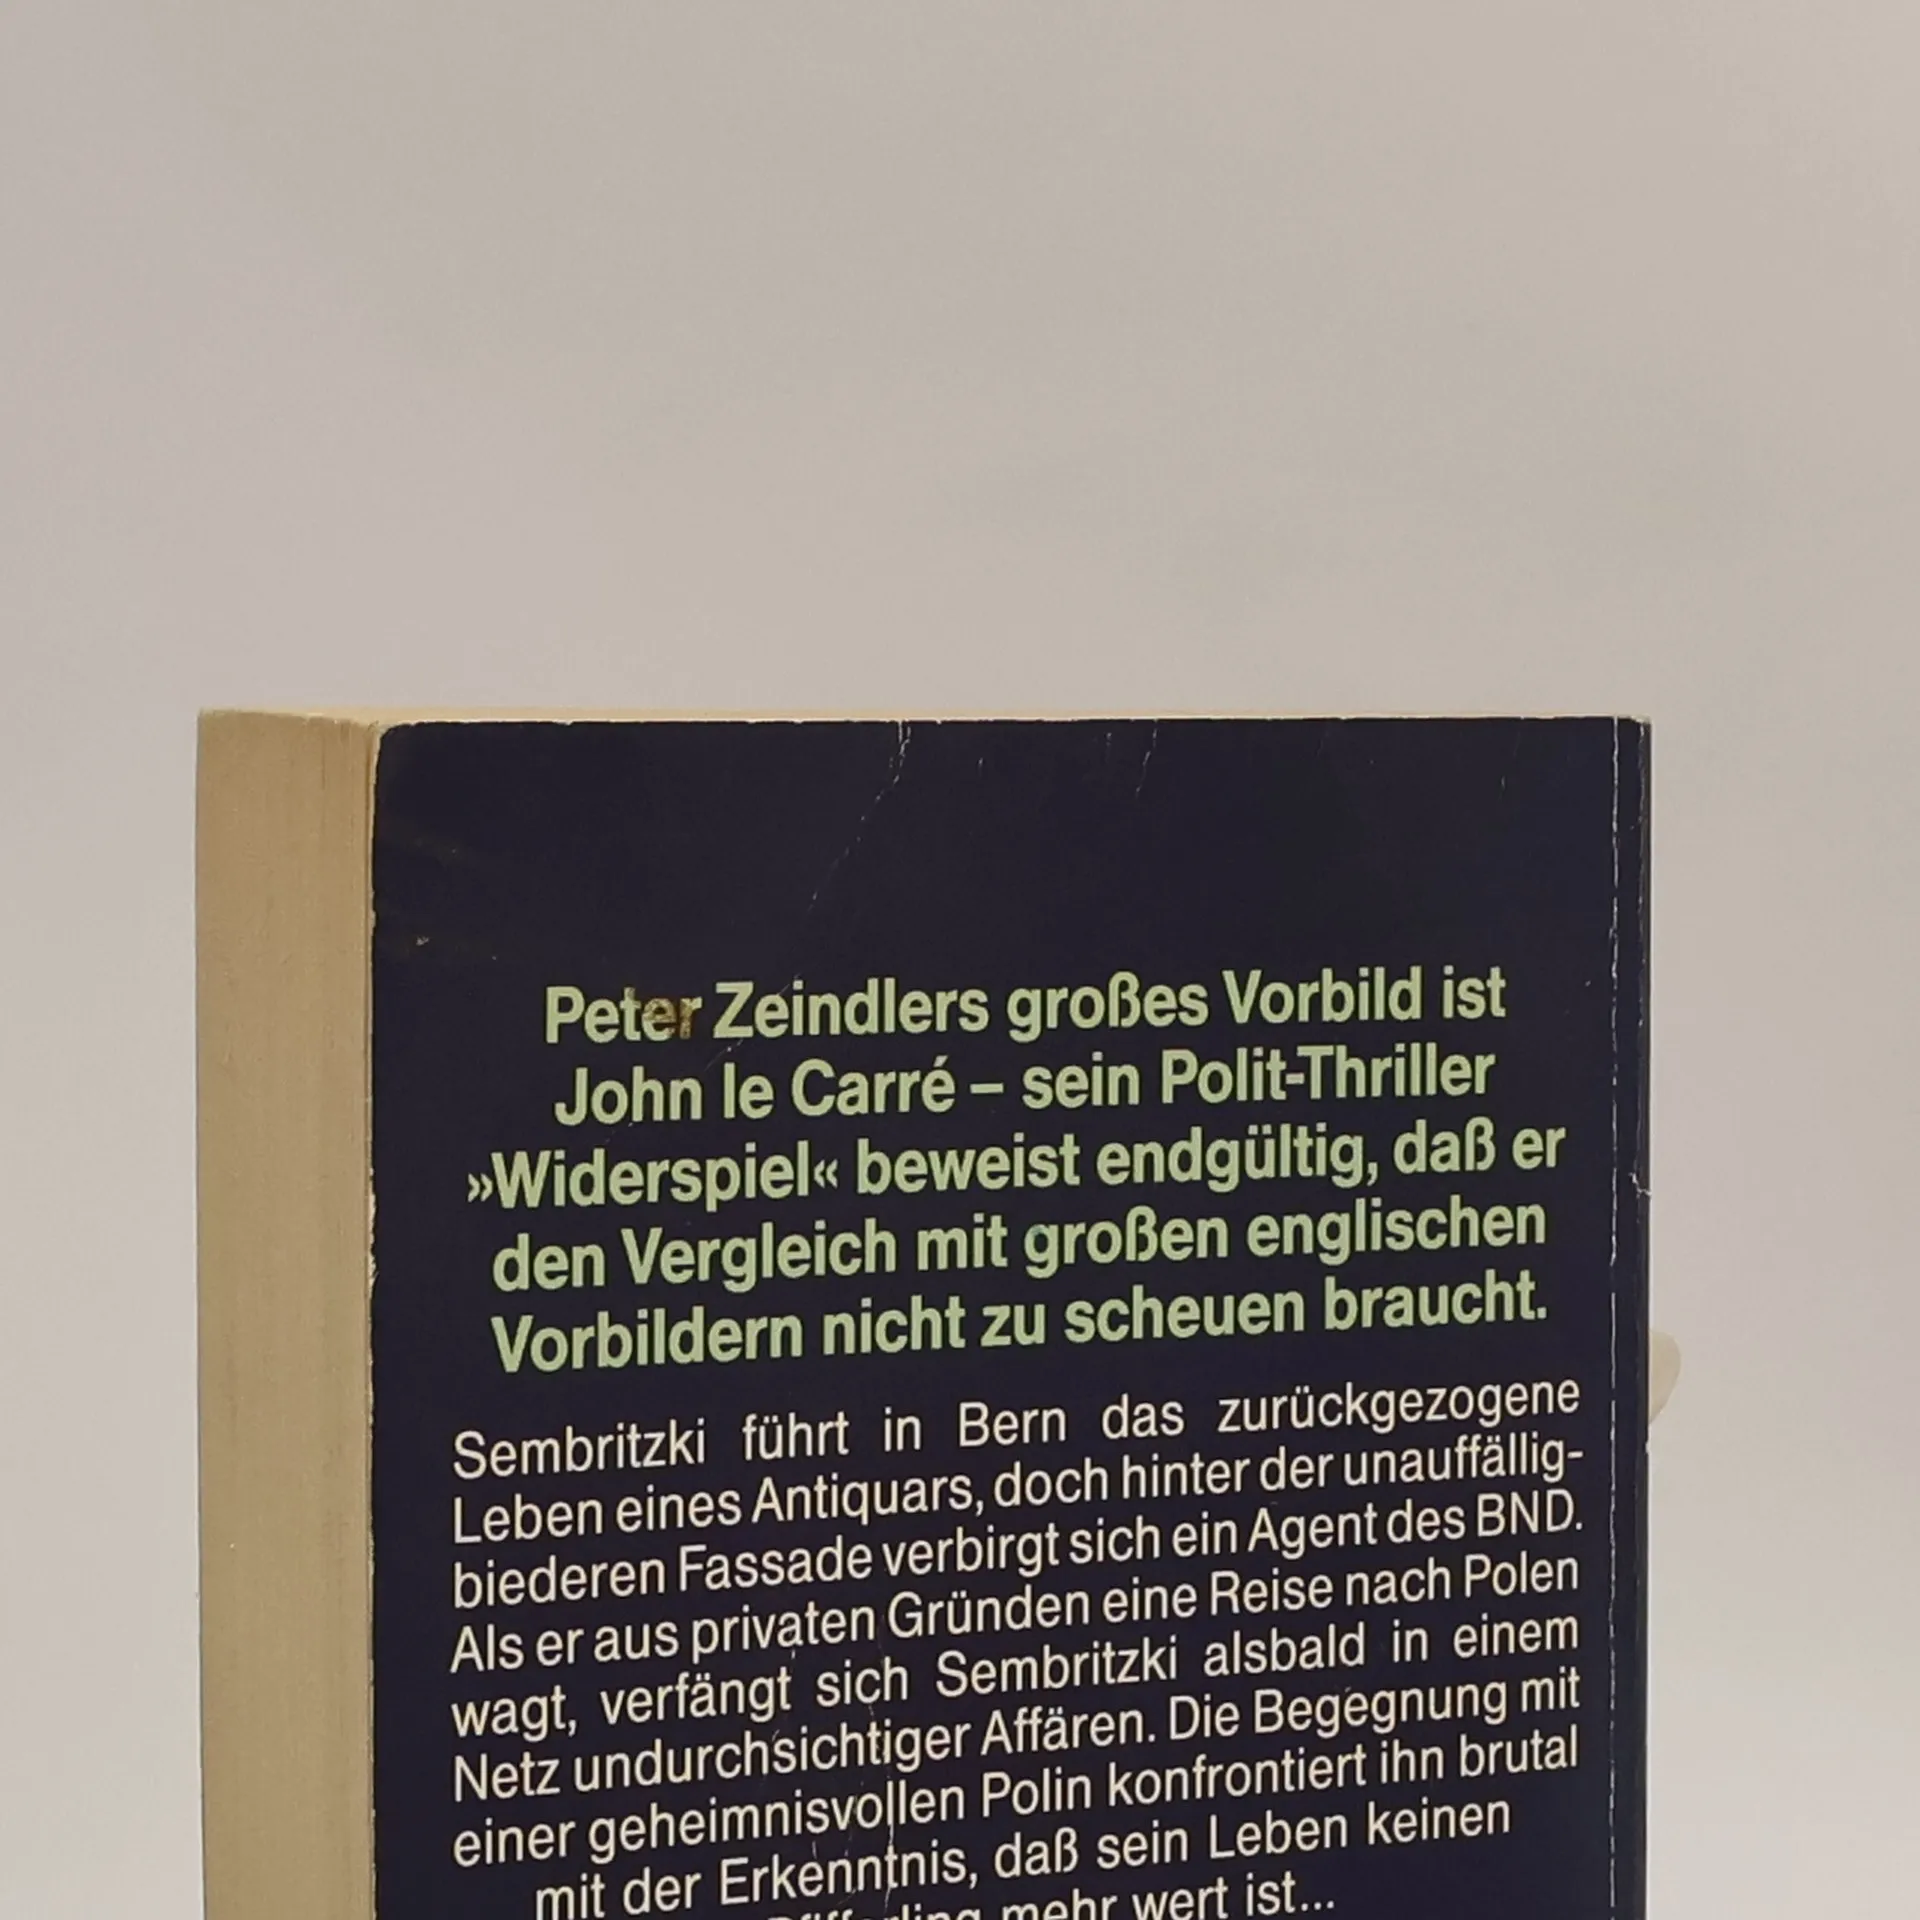 Peter Zeindlers großes Vorbild ist
John le Carré – sein Polit-Thriller
»Widerspiel« beweist endgültig, daß er
den Vergleich mit großen englischen
Vorbildern nicht zu scheuen braucht.
Sembritzki führt in Bern das zurückgezogene
Leben eines Antiquars, doch hinter der unauffällig-
biederen Fassade verbirgt sich ein Agent des BND.
Als er aus privaten Gründen eine Reise nach Polen
wagt, verfängt sich Sembritzki alsbald in einem
Netz undurchsichtiger Affären. Die Begegnung mit
einer geheimnisvollen Polin konfrontiert ihn brutal
mit der Erkenntnis, daß sein Leben keinen
Pfifferling mehr wert ist...